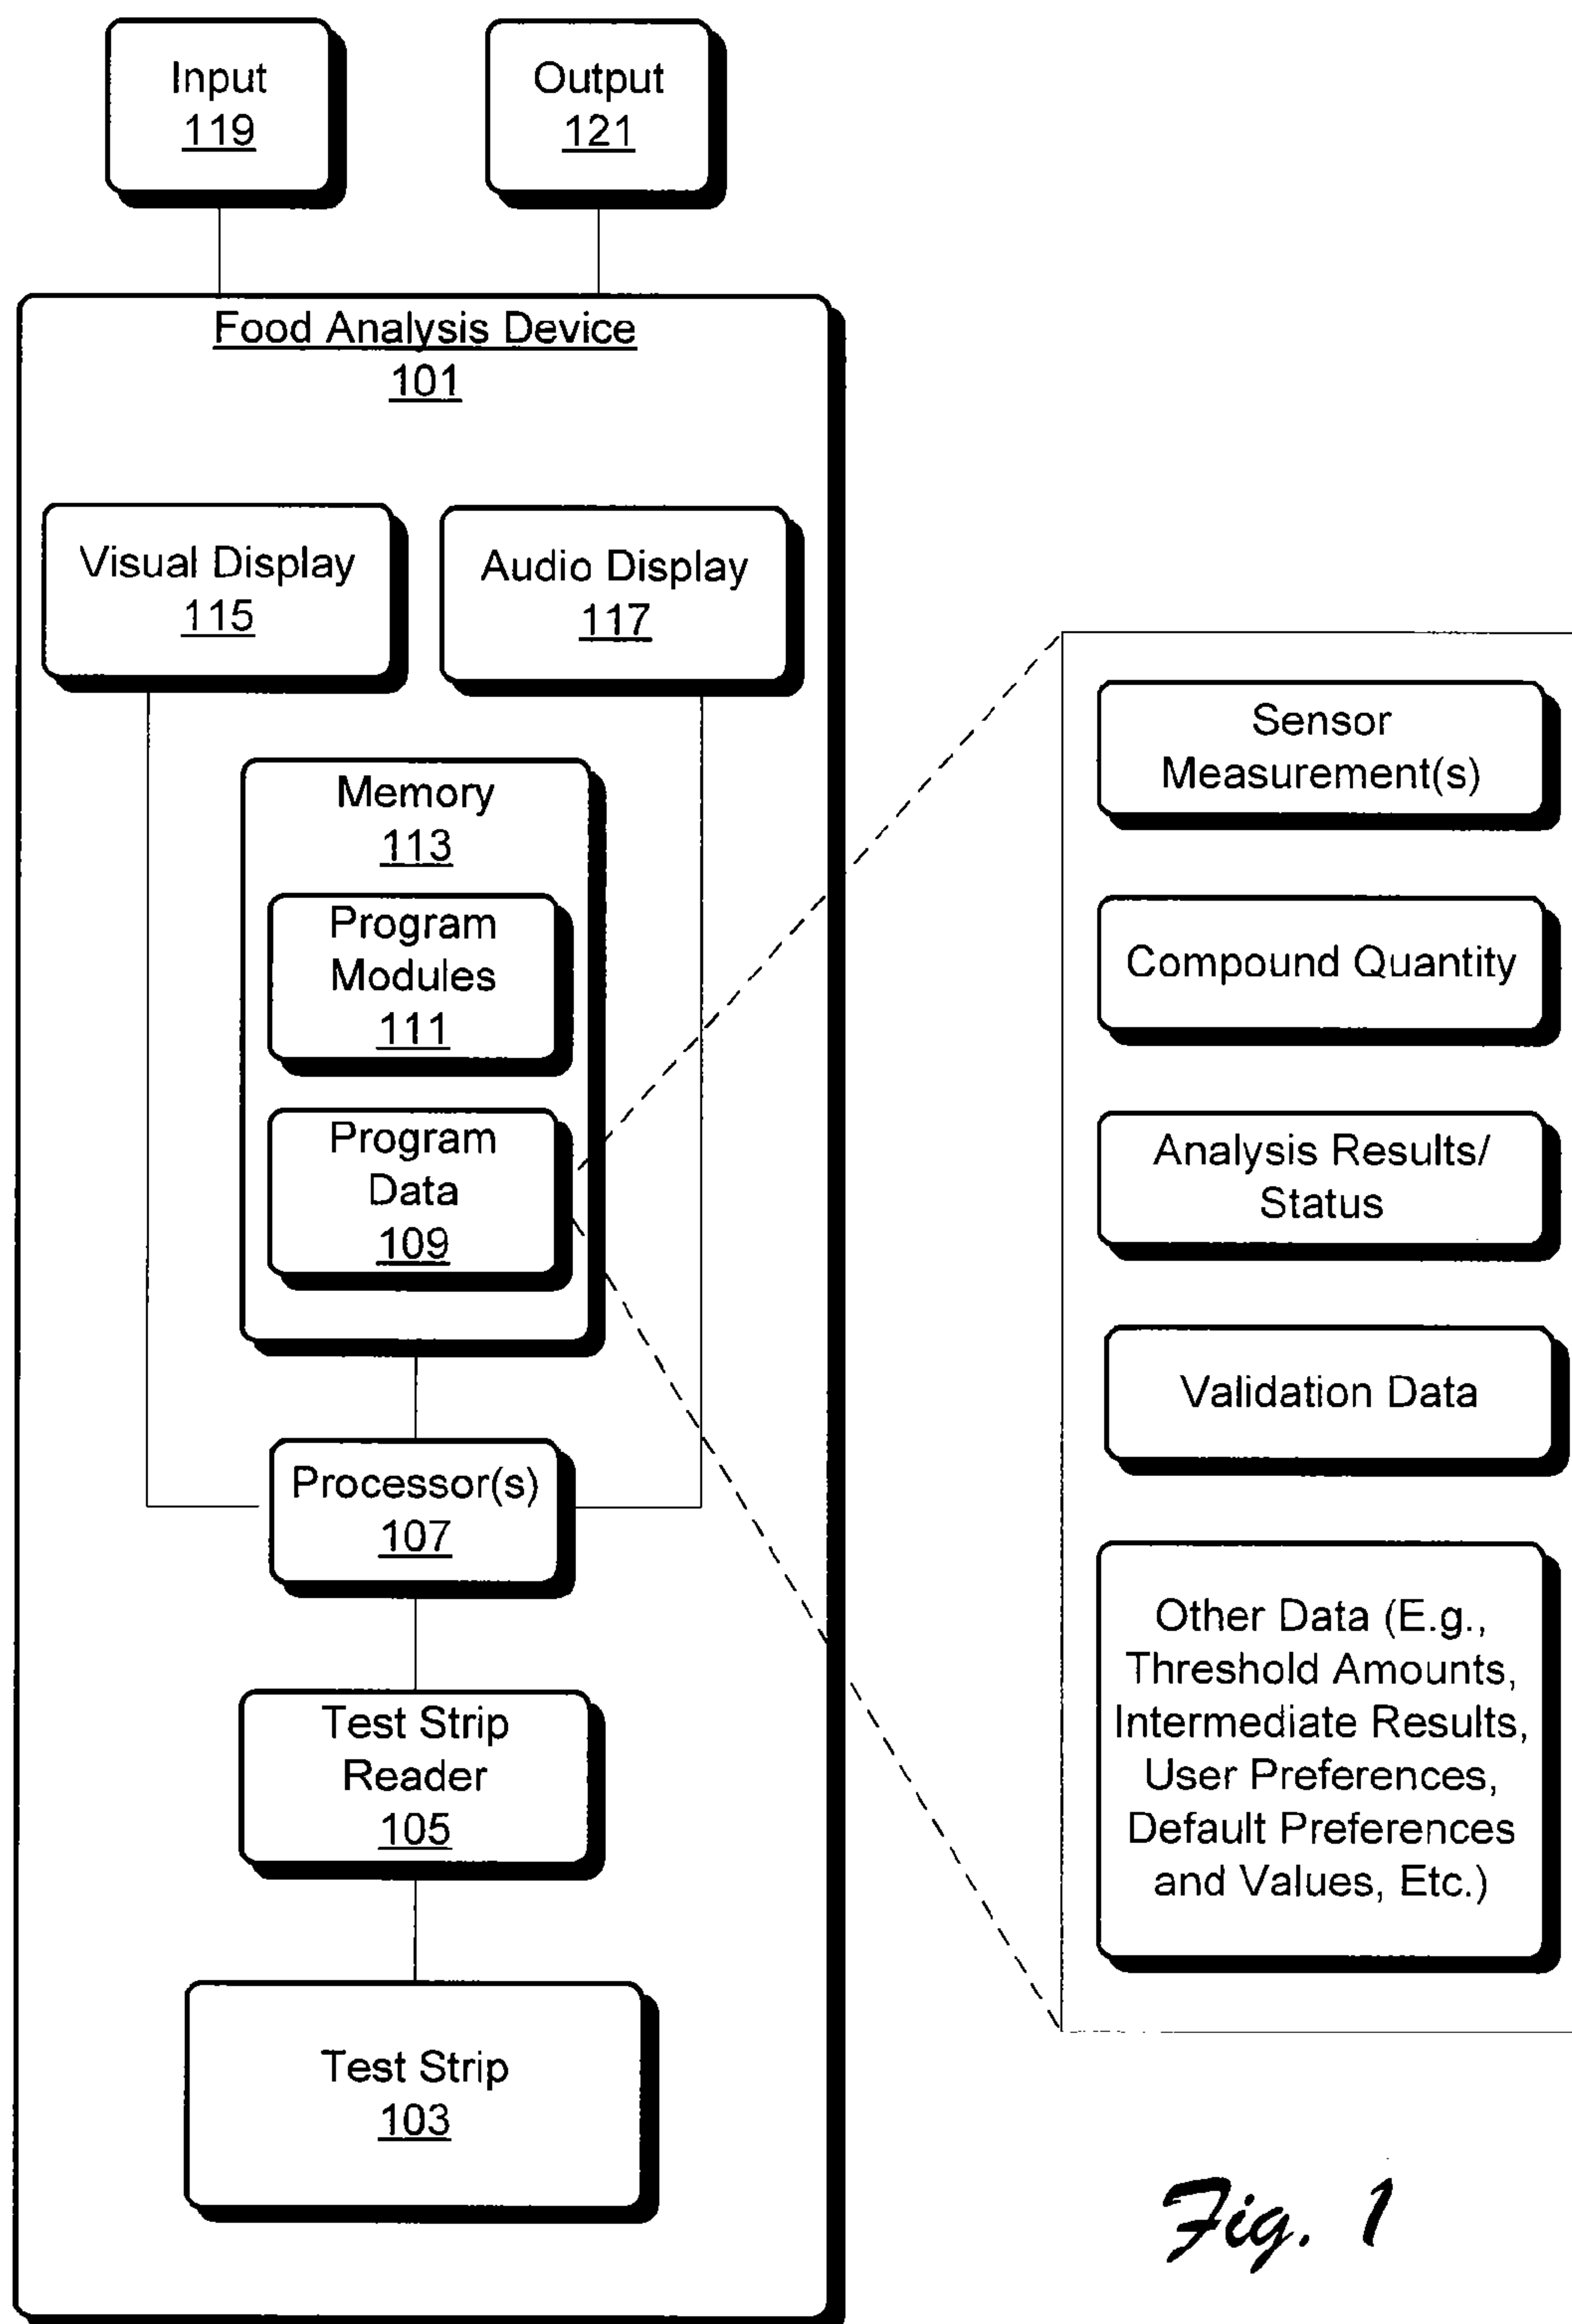 Input
119
Output
121
Food Analysis Device
101
Visual Display
115
Audio Display
117
Memory
113
Program
Modules
111
Program
Data
109
Processor(s)
107
Test Strip
Reader
105
Test Strip
103
Sensor
Measurement(s)
Compound Quantity
Analysis Results/
Status
Validation Data
Other Data (E.g.,
Threshold Amounts,
Intermediate Results,
User Preferences,
Default Preferences
and Values, Etc.)
Fig. 1